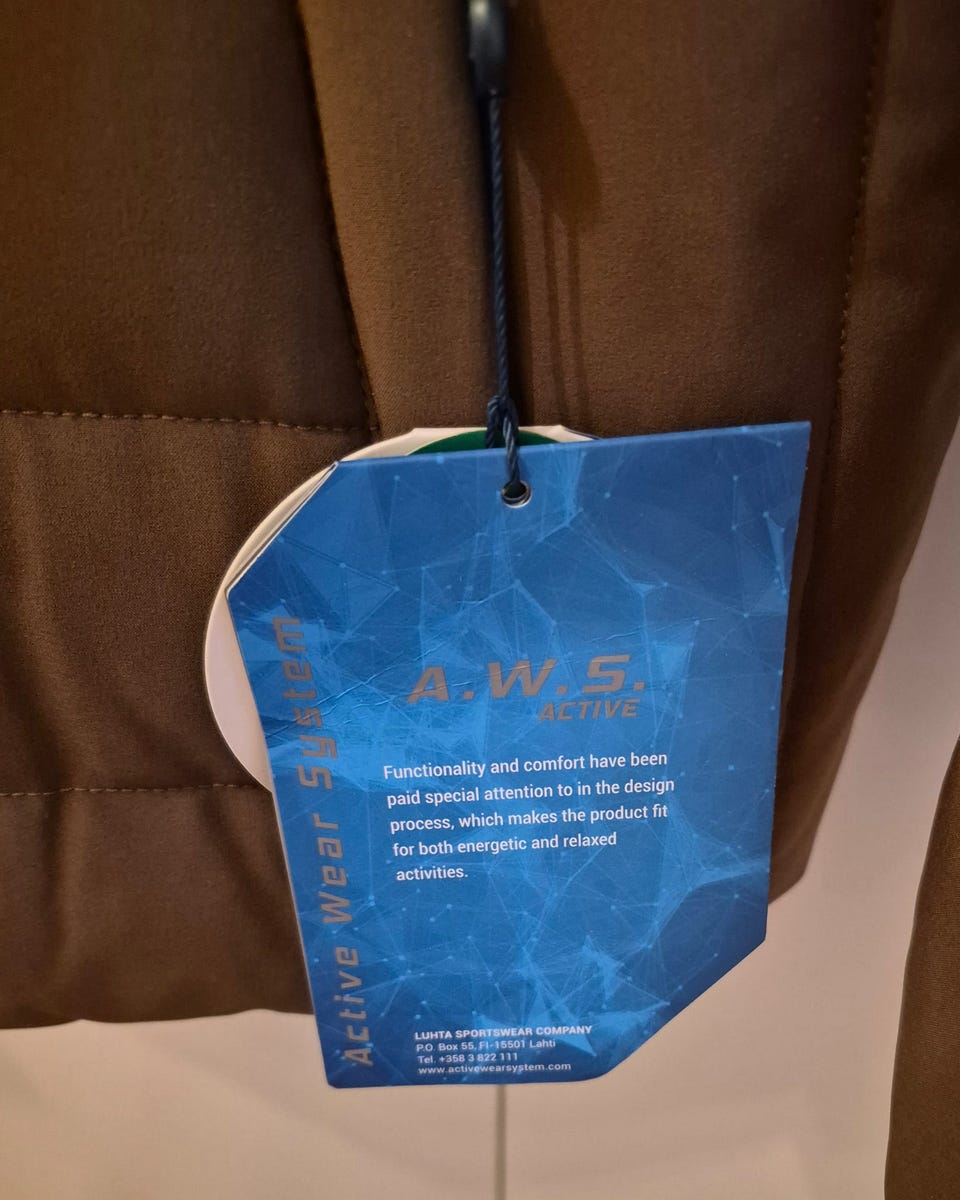 Active Wear System
A.W.S.
ACTIVE
Functionality and comfort have been
paid special attention to in the design
process, which makes the product fit
for both energetic and relaxed
activities.
LUHTA SPORTSWEAR COMPANY
P.O. Box 55, FI-15501 Lahti
Tel. +358 3 822 111
www.activewearsystem.com